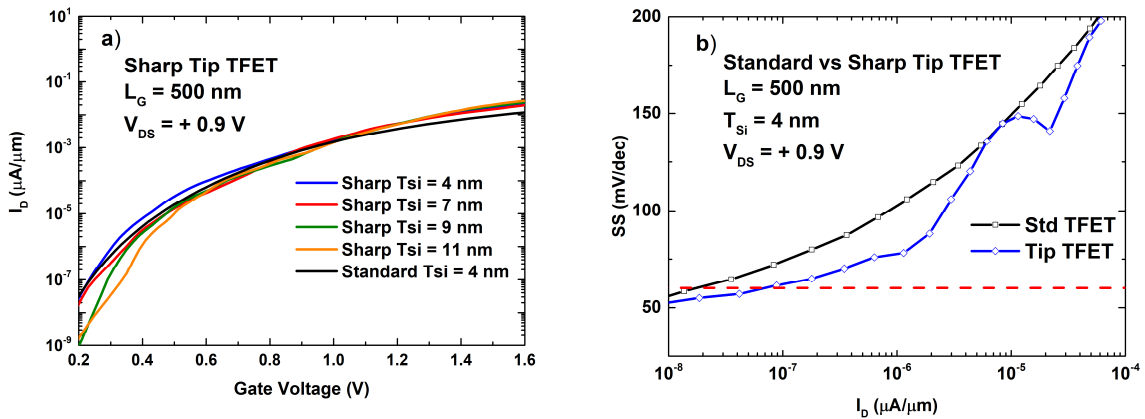 a)
Sharp Tip TFET
L_G = 500 nm
V_DS = + 0.9 V
Sharp Tsi = 4 nm
Sharp Tsi = 7 nm
Sharp Tsi = 9 nm
Sharp Tsi = 11 nm
Standard Tsi = 4 nm
I_D (μA/μm)
10^1
10^-1
10^-3
10^-5
10^-7
10^-9
0.2 0.4 0.6 0.8 1.0 1.2 1.4 1.6
Gate Voltage (V)
b)
Standard vs Sharp Tip TFET
L_G = 500 nm
T_Si = 4 nm
V_DS = + 0.9 V
Std TFET
Tip TFET
SS (mV/dec)
200
150
100
50
10^-8 10^-7 10^-6 10^-5 10^-4
I_D (μA/μm)